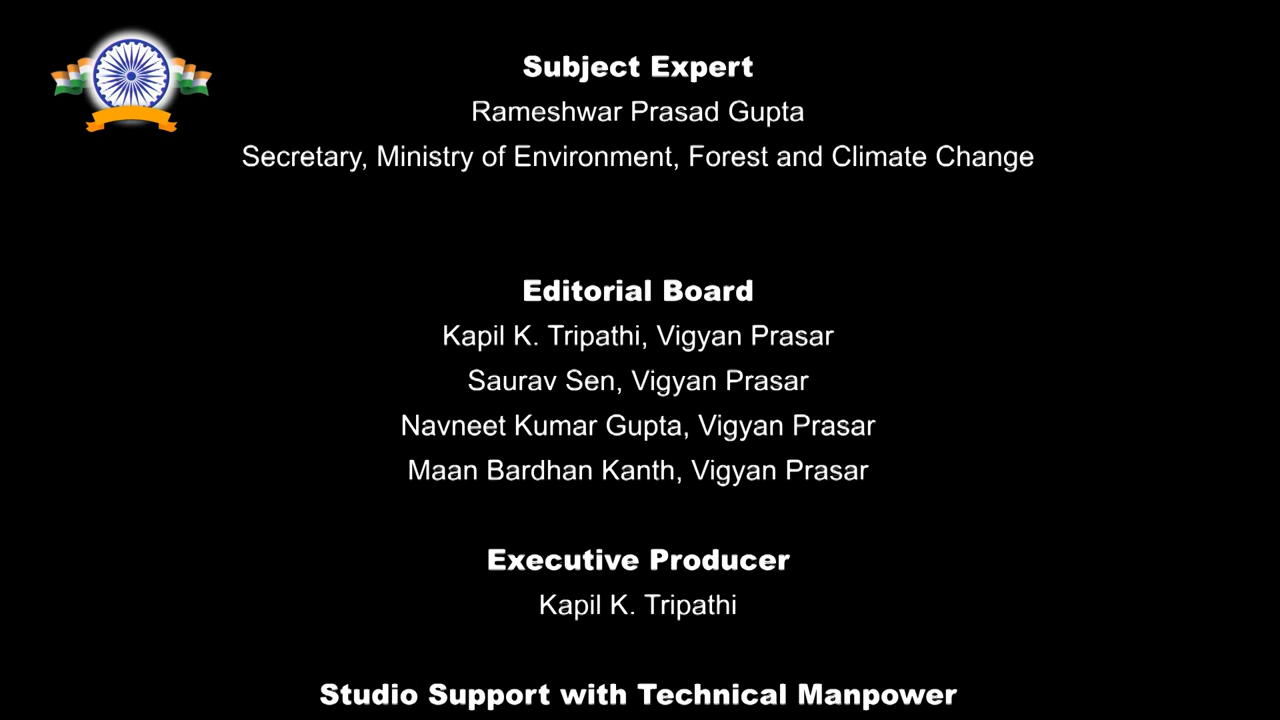 Subject Expert
Rameshwar Prasad Gupta
Secretary, Ministry of Environment, Forest and Climate Change
Editorial Board
Kapil K. Tripathi, Vigyan Prasar
Saurav Sen, Vigyan Prasar
Navneet Kumar Gupta, Vigyan Prasar
Maan Bardhan Kanth, Vigyan Prasar
Executive Producer
Kapil K. Tripathi
Studio Support with Technical Manpower